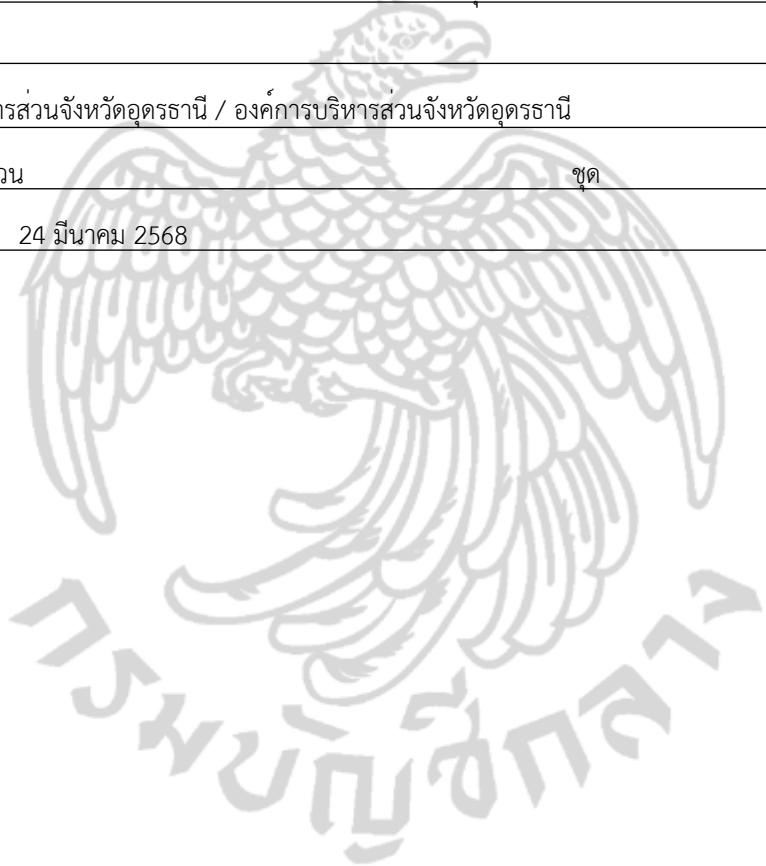 ารส่วนจังหวัดอุดรธานี / องค์การบริหารส่วนจังหวัดอุดรธานี
วน ชุด
24 มีนาคม 2568
กรมบัญชีกลาง